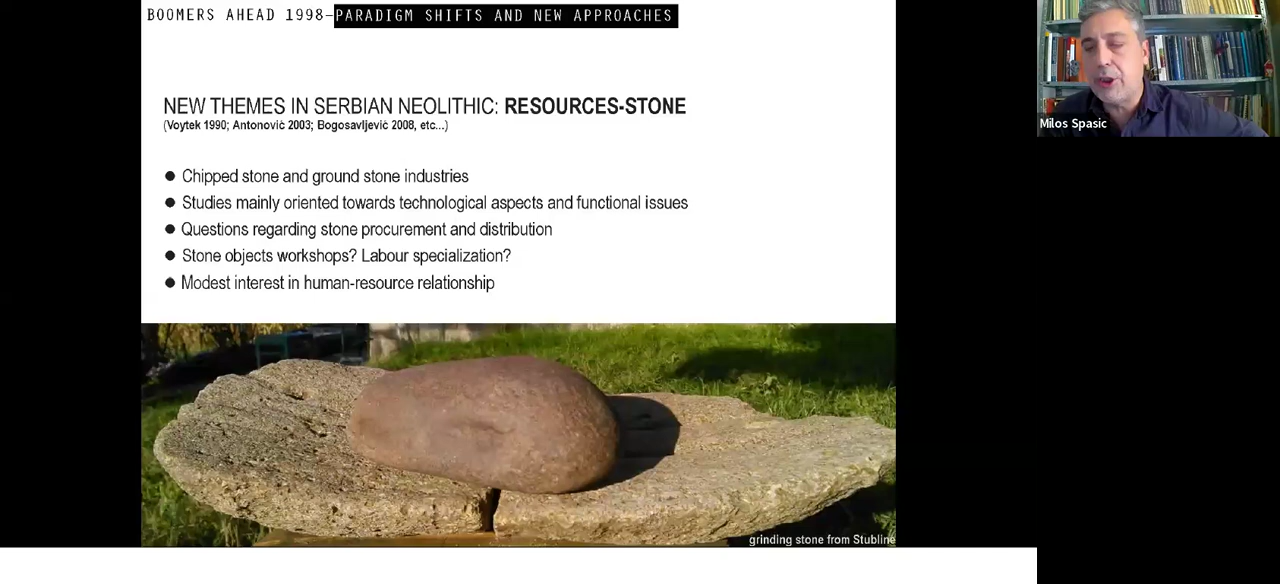 BOOMERS AHEAD 1998–PARADIGM SHIFTS AND NEW APPROACHES
NEW THEMES IN SERBIAN NEOLITHIC: RESOURCES-STONE
(Voytek 1990; Antonović 2003; Bogosavljević 2008, etc...)
● Chipped stone and ground stone industries
● Studies mainly oriented towards technological aspects and functional issues
● Questions regarding stone procurement and distribution
● Stone objects workshops? Labour specialization?
● Modest interest in human-resource relationship
grinding stone from Stubline
Milos Spasic